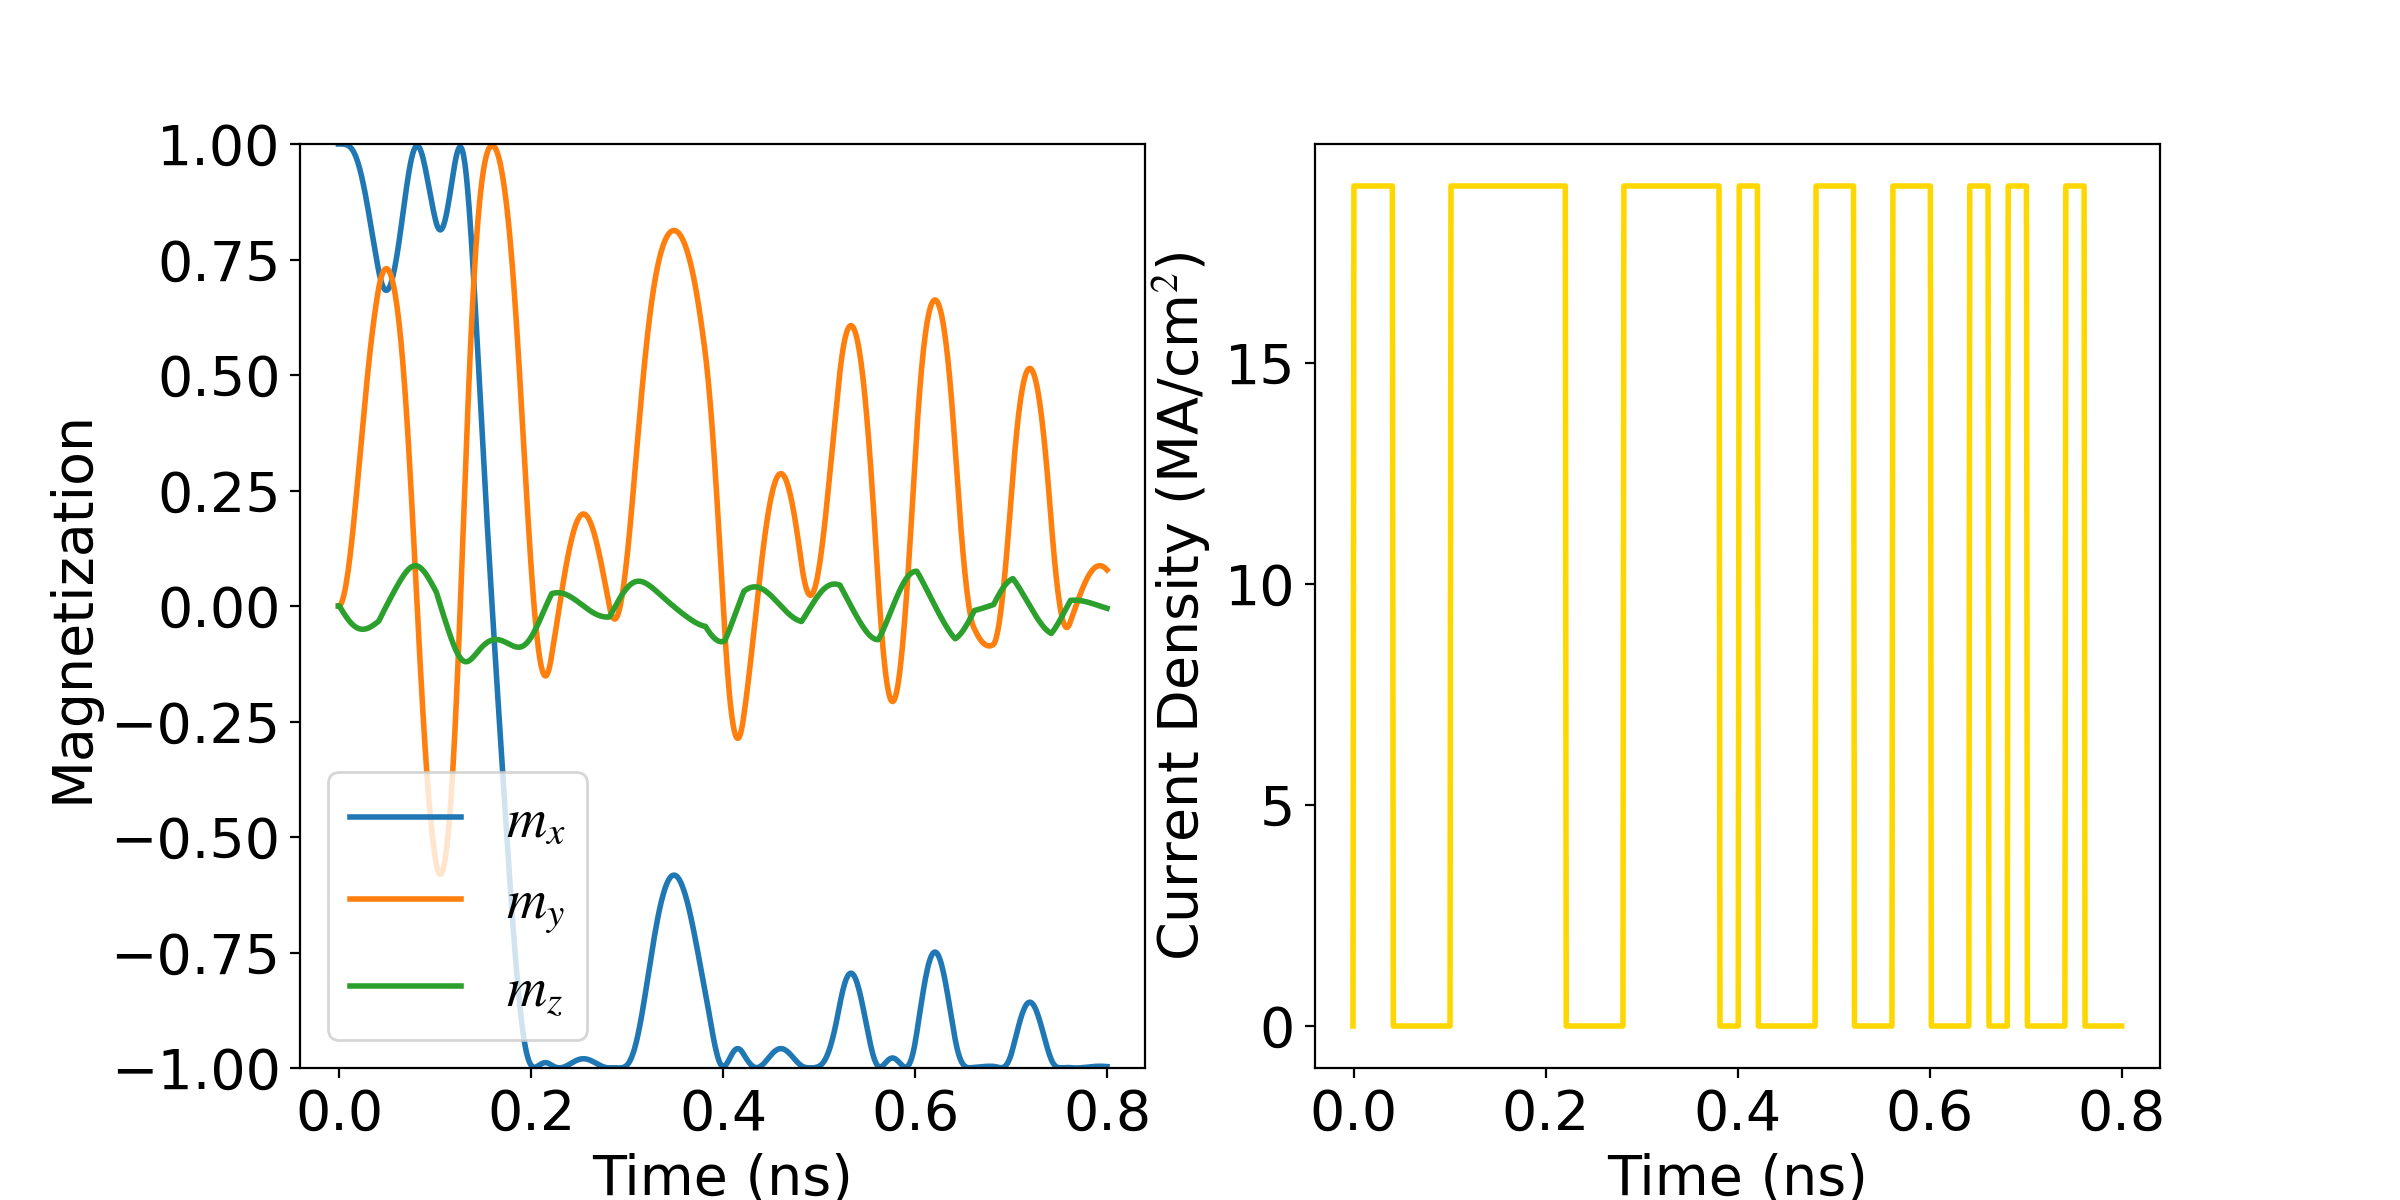 Magnetization
1.00
0.75
0.50
0.25
0.00
−0.25
−0.50
−0.75
−1.00
m_x
m_y
m_z
0.0 0.2 0.4 0.6 0.8
Time (ns)
Current Density (MA/cm²)
15
10
5
0
0.0 0.2 0.4 0.6 0.8
Time (ns)